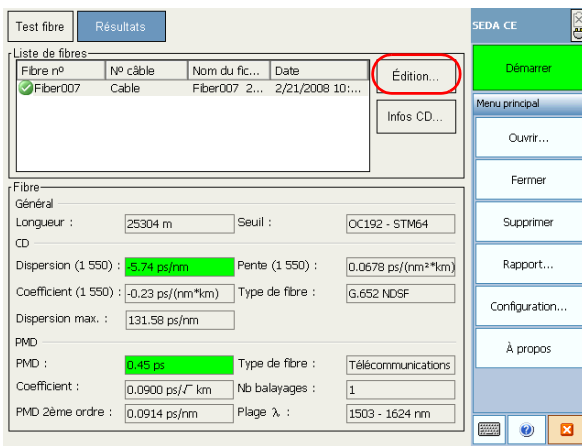 Test fibre
Résultats
Liste de fibres
Fibre nº Nº câble Nom du fic... Date
Fiber007 Cable Fiber007 2... 2/21/2008 10:...
Édition...
Infos CD...
Fibre
Général
Longueur : 25304 m Seuil : OC192 - STM64
CD
Dispersion (1 550) : -5.74 ps/nm Pente (1 550) : 0.0678 ps/(nm²*km)
Coefficient (1 550) : -0.23 ps/(nm*km) Type de fibre : G.652 NDSF
Dispersion max. : 131.58 ps/nm
PMD
PMD : 0.45 ps Type de fibre : Télécommunications
Coefficient : 0.0900 ps/√ km Nb balayages : 1
PMD 2ème ordre : 0.0914 ps/nm Plage λ : 1503 - 1624 nm
SEDA CE
Démarrer
Menu principal
Ouvrir...
Fermer
Supprimer
Rapport...
Configuration...
À propos